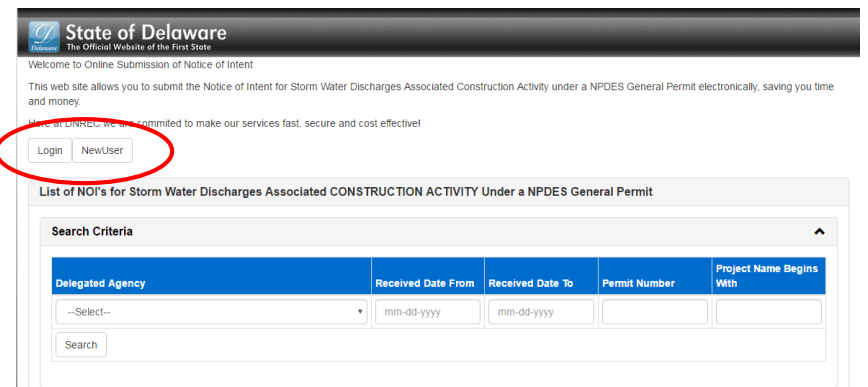 State of Delaware
The Official Website of the First State
Delaware
Welcome to Online Submission of Notice of Intent
This web site allows you to submit the Notice of Intent for Storm Water Discharges Associated Construction Activity under a NPDES General Permit electronically, saving you time
and money.
Here at DNREC we are commited to make our services fast, secure and cost effective!
Login NewUser
List of NOI's for Storm Water Discharges Associated CONSTRUCTION ACTIVITY Under a NPDES General Permit
Search Criteria
Delegated Agency Received Date From Received Date To Permit Number Project Name Begins With
--Select-- mm-dd-yyyy mm-dd-yyyy
Search